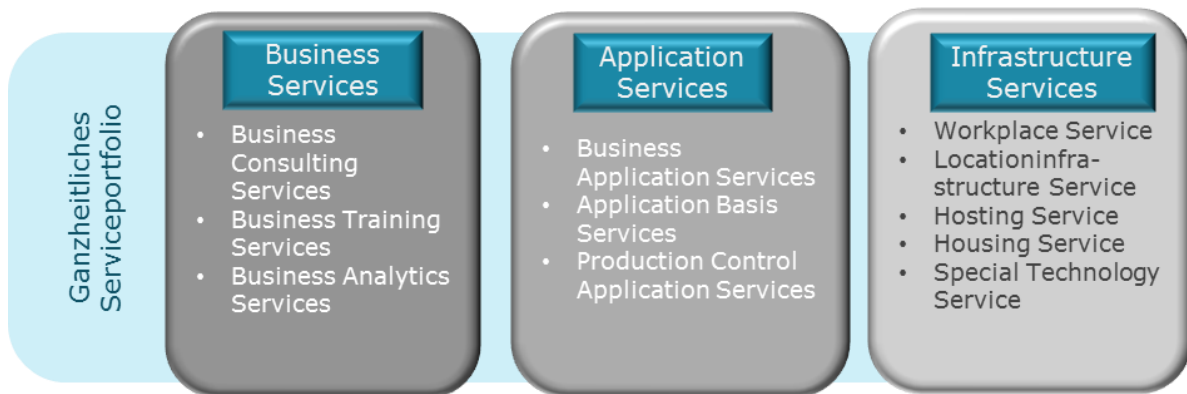 Ganzheitliches
Serviceportfolio
Business
Services
• Business
Consulting
Services
• Business Training
Services
• Business Analytics
Services
Application
Services
• Business
Application Services
• Application Basis
Services
• Production Control
Application Services
Infrastructure
Services
• Workplace Service
• Locationinfra-
structure Service
• Hosting Service
• Housing Service
• Special Technology
Service